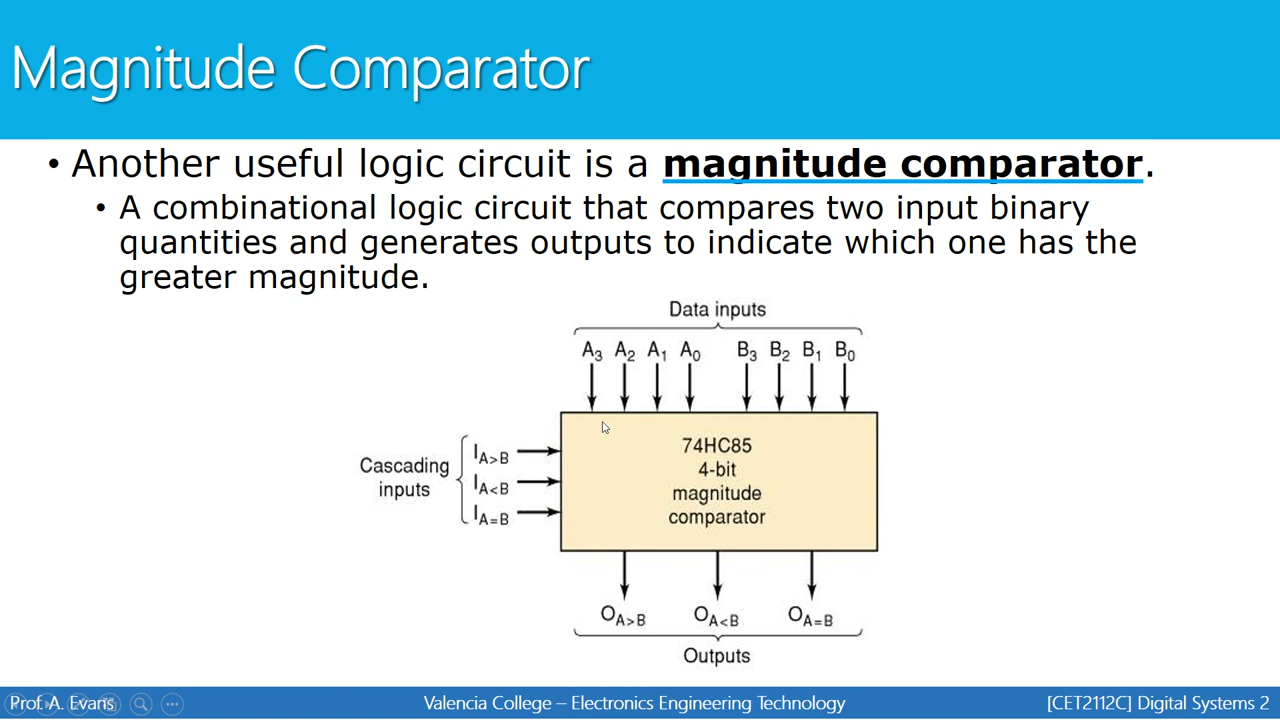 Magnitude Comparator
• Another useful logic circuit is a magnitude comparator.
• A combinational logic circuit that compares two input binary
quantities and generates outputs to indicate which one has the
greater magnitude.
Data inputs
A3 A2 A1 A0 B3 B2 B1 B0
Cascading
inputs
IA>B
IA<B
IA=B
74HC85
4-bit
magnitude
comparator
OA>B OA<B OA=B
Outputs
Prof. A. Evans
Valencia College – Electronics Engineering Technology
[CET2112C] Digital Systems 2